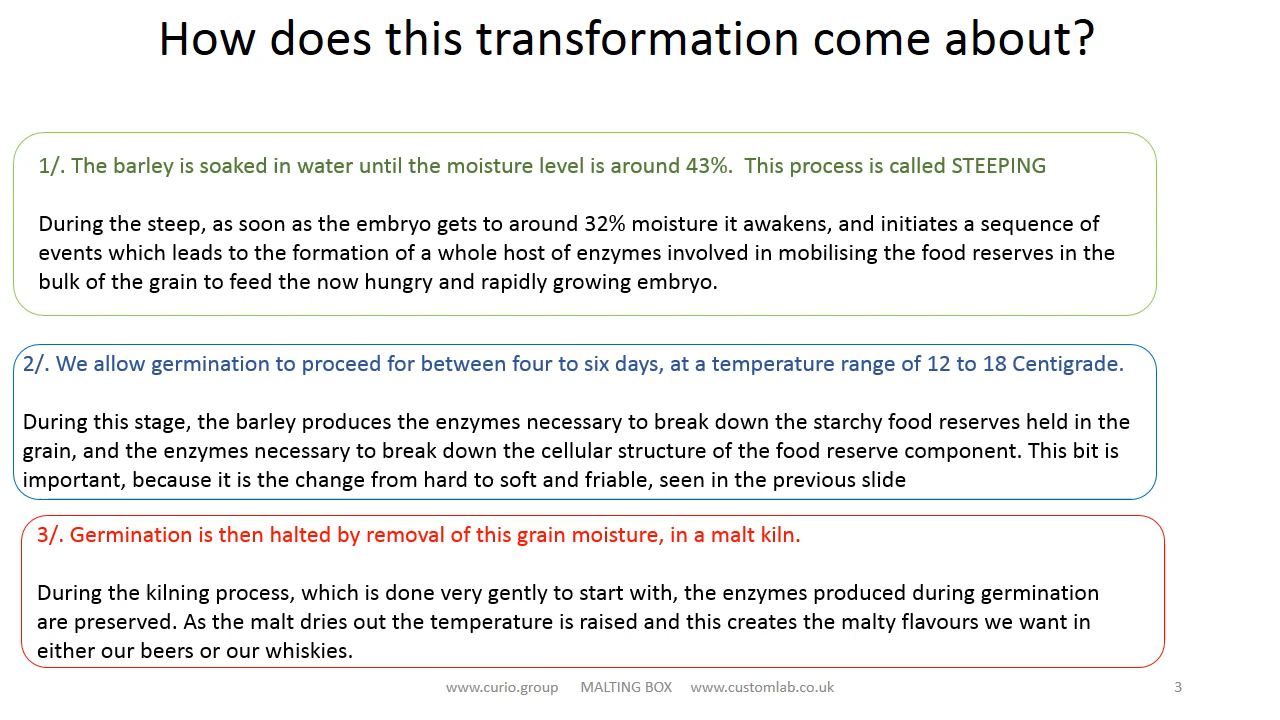 How does this transformation come about?
1/. The barley is soaked in water until the moisture level is around 43%.  This process is called STEEPING
During the steep, as soon as the embryo gets to around 32% moisture it awakens, and initiates a sequence of
events which leads to the formation of a whole host of enzymes involved in mobilising the food reserves in the
bulk of the grain to feed the now hungry and rapidly growing embryo.
2/. We allow germination to proceed for between four to six days, at a temperature range of 12 to 18 Centigrade.
During this stage, the barley produces the enzymes necessary to break down the starchy food reserves held in the
grain, and the enzymes necessary to break down the cellular structure of the food reserve component. This bit is
important, because it is the change from hard to soft and friable, seen in the previous slide
3/. Germination is then halted by removal of this grain moisture, in a malt kiln.
During the kilning process, which is done very gently to start with, the enzymes produced during germination
are preserved. As the malt dries out the temperature is raised and this creates the malty flavours we want in
either our beers or our whiskies.
www.curio.group MALTING BOX www.customlab.co.uk 3